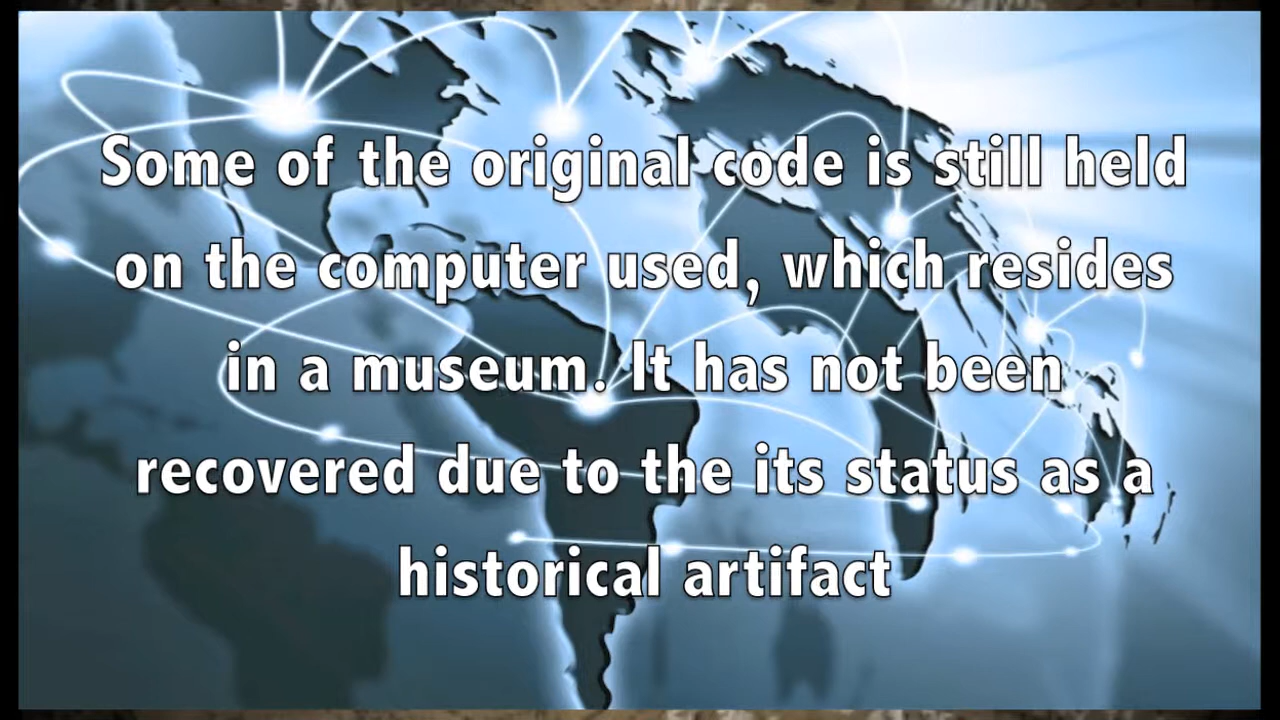 Some of the original code is still held
on the computer used, which resides
in a museum. It has not been
recovered due to the its status as a
historical artifact